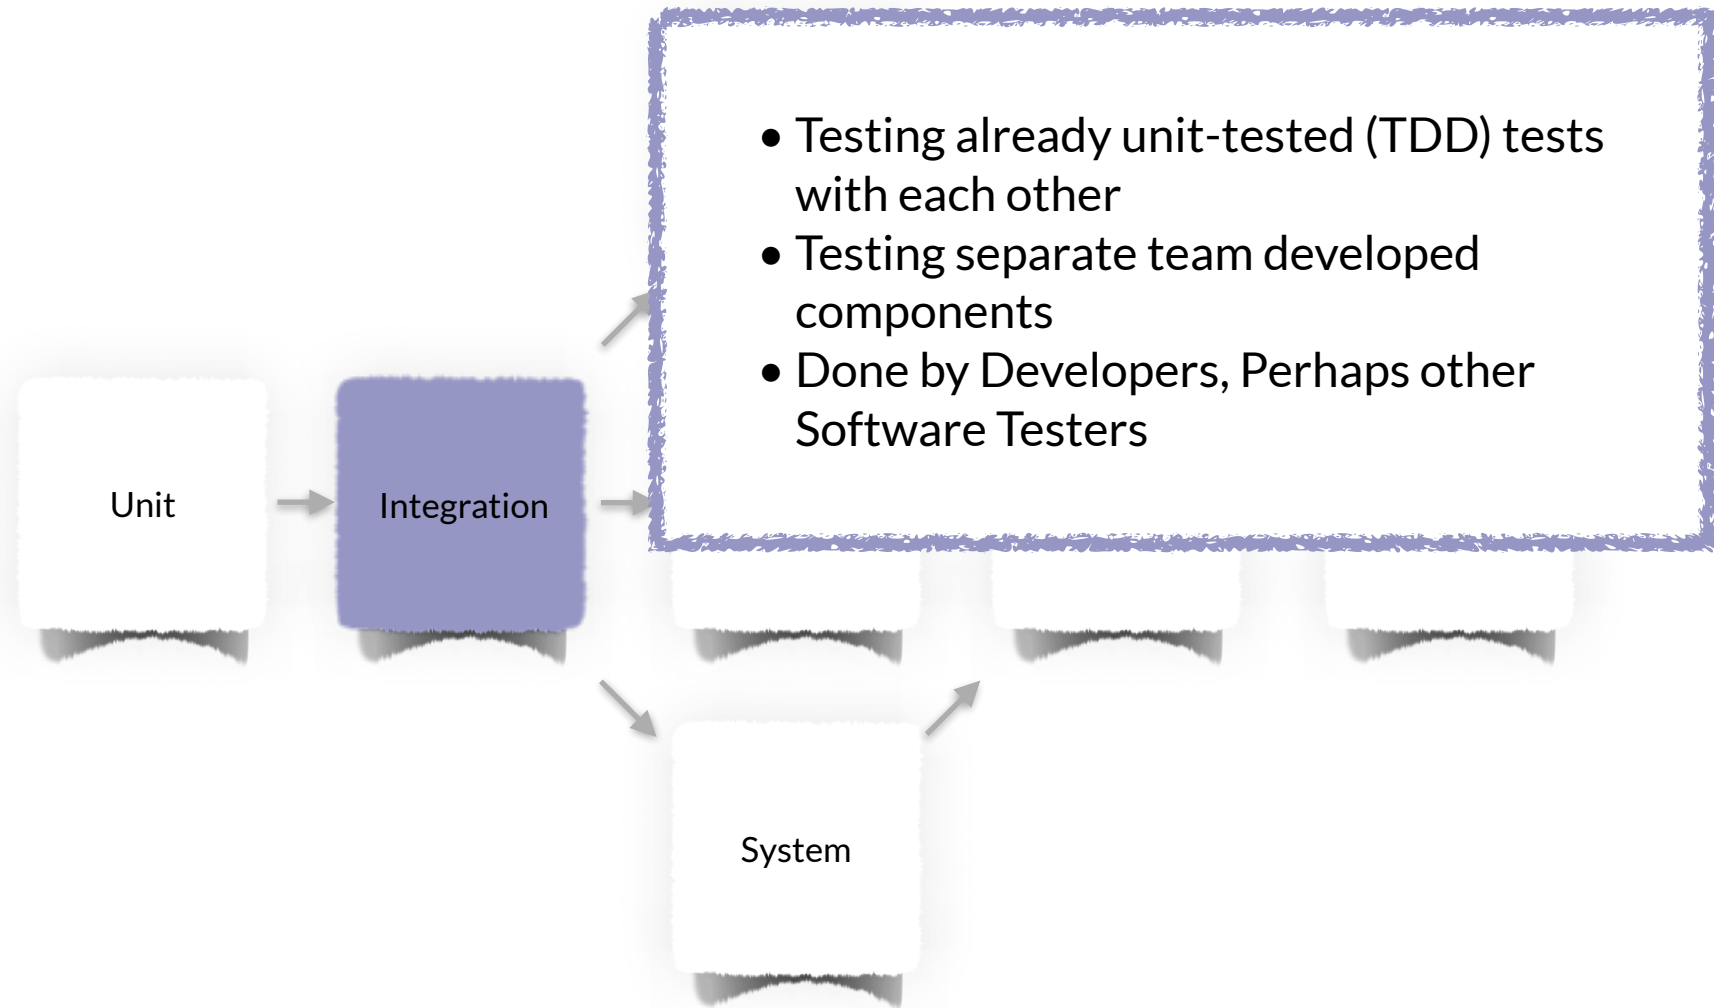 • Testing already unit-tested (TDD) tests
with each other
• Testing separate team developed
components
• Done by Developers, Perhaps other
Software Testers
Unit
Integration
System